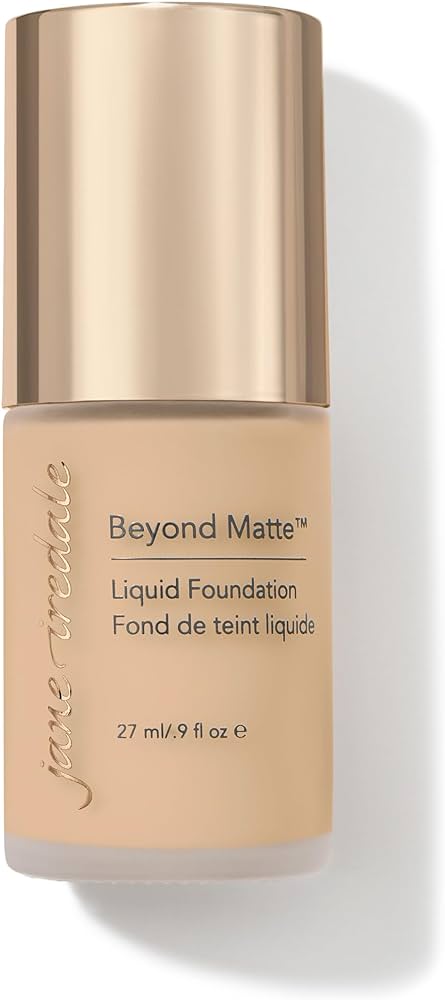 jane iredale
Beyond Matte™
Liquid Foundation
Fond de teint liquide
27 ml/.9 fl oz ℮